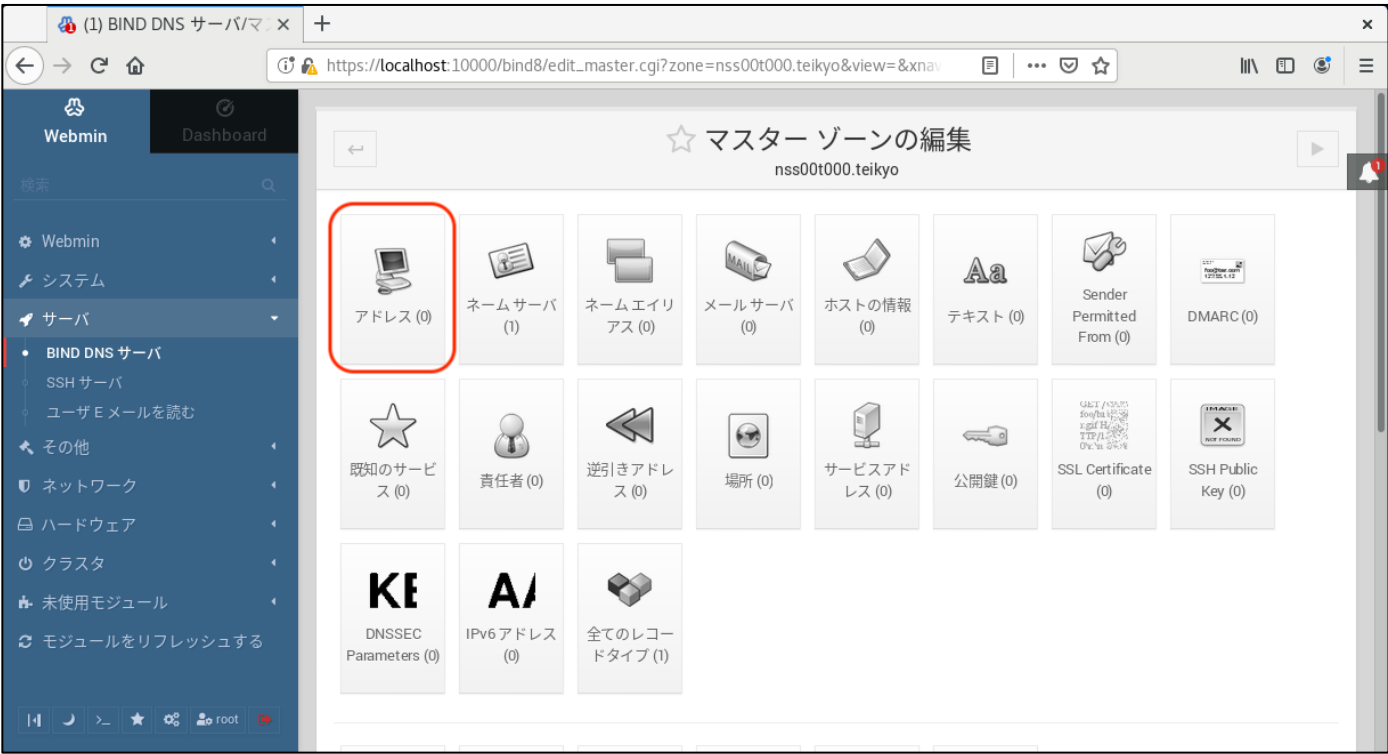 (1) BIND DNS サーバ/マ
https://localhost:10000/bind8/edit_master.cgi?zone=nss00t000.teikyo&view=&xnav
Webmin
Dashboard
検索
Webmin
システム
サーバ
BIND DNS サーバ
SSH サーバ
ユーザ E メールを読む
その他
ネットワーク
ハードウェア
クラスタ
未使用モジュール
モジュールをリフレッシュする
root
マスター ゾーンの編集
nss00t000.teikyo
1
アドレス (0)
ネーム サーバ
(1)
ネーム エイリ
アス (0)
MAIL
メール サーバ
(0)
ホストの情報
(0)
Aa
テキスト (0)
Sender
Permitted
From (0)
DMARC (0)
既知のサービ
ス (0)
責任者 (0)
逆引きアドレ
ス (0)
場所 (0)
サービスアド
レス (0)
公開鍵 (0)
SSL Certificate
(0)
IMAGE
NOT FOUND
SSH Public
Key (0)
KE
DNSSEC
Parameters (0)
IPv6 アドレス
(0)
全てのレコー
ドタイプ (1)